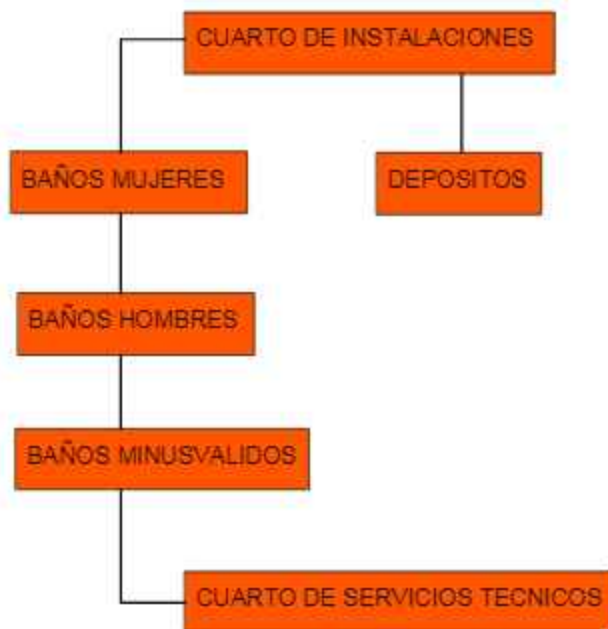 CUARTO DE INSTALACIONES
BAÑOS MUJERES
DEPOSITOS
BAÑOS HOMBRES
BAÑOS MINUSVALIDOS
CUARTO DE SERVICIOS TECNICOS